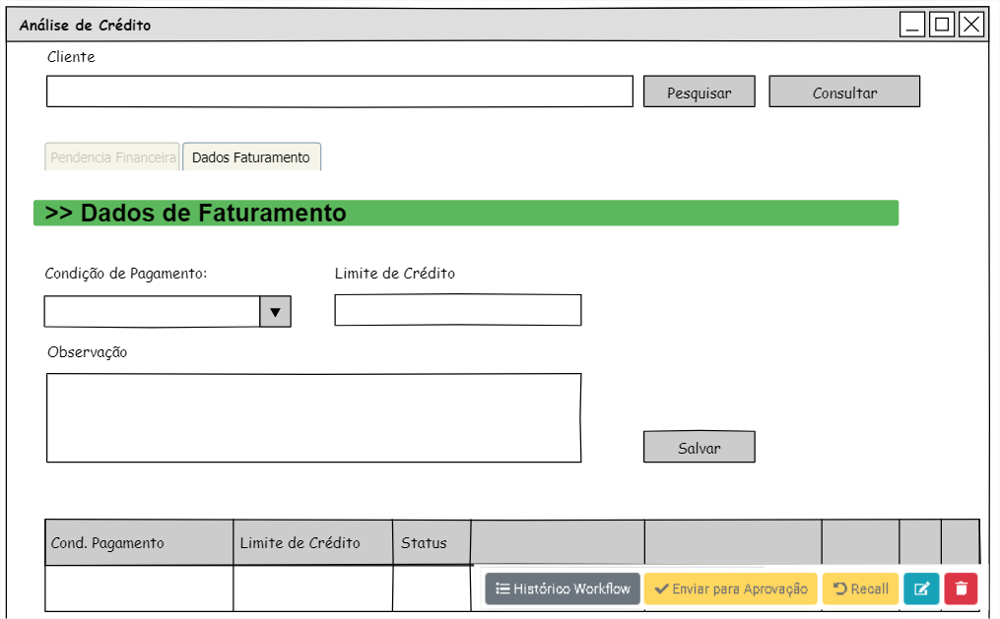 Análise de Crédito
Cliente
Pesquisar
Consultar
Pendencia Financeira
Dados Faturamento
>> Dados de Faturamento
Condição de Pagamento:
Limite de Crédito
Observação
Salvar
Cond. Pagamento
Limite de Crédito
Status
Histórico Workflow
Enviar para Aprovação
Recall